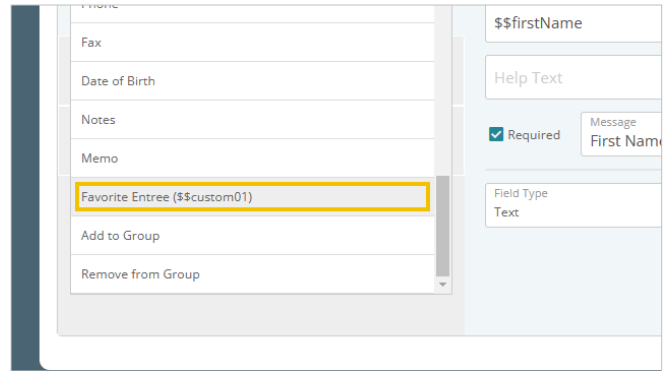 Phone
Fax
Date of Birth
Notes
Memo
Favorite Entree ($$custom01)
Add to Group
Remove from Group
$$firstName
Help Text
Required
Message
First Nam
Field Type
Text